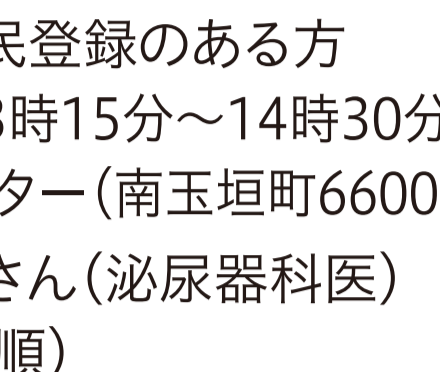 民登録のある方
3時15分〜14時30分
ター(南玉垣町6600
さん(泌尿器科医)
順)